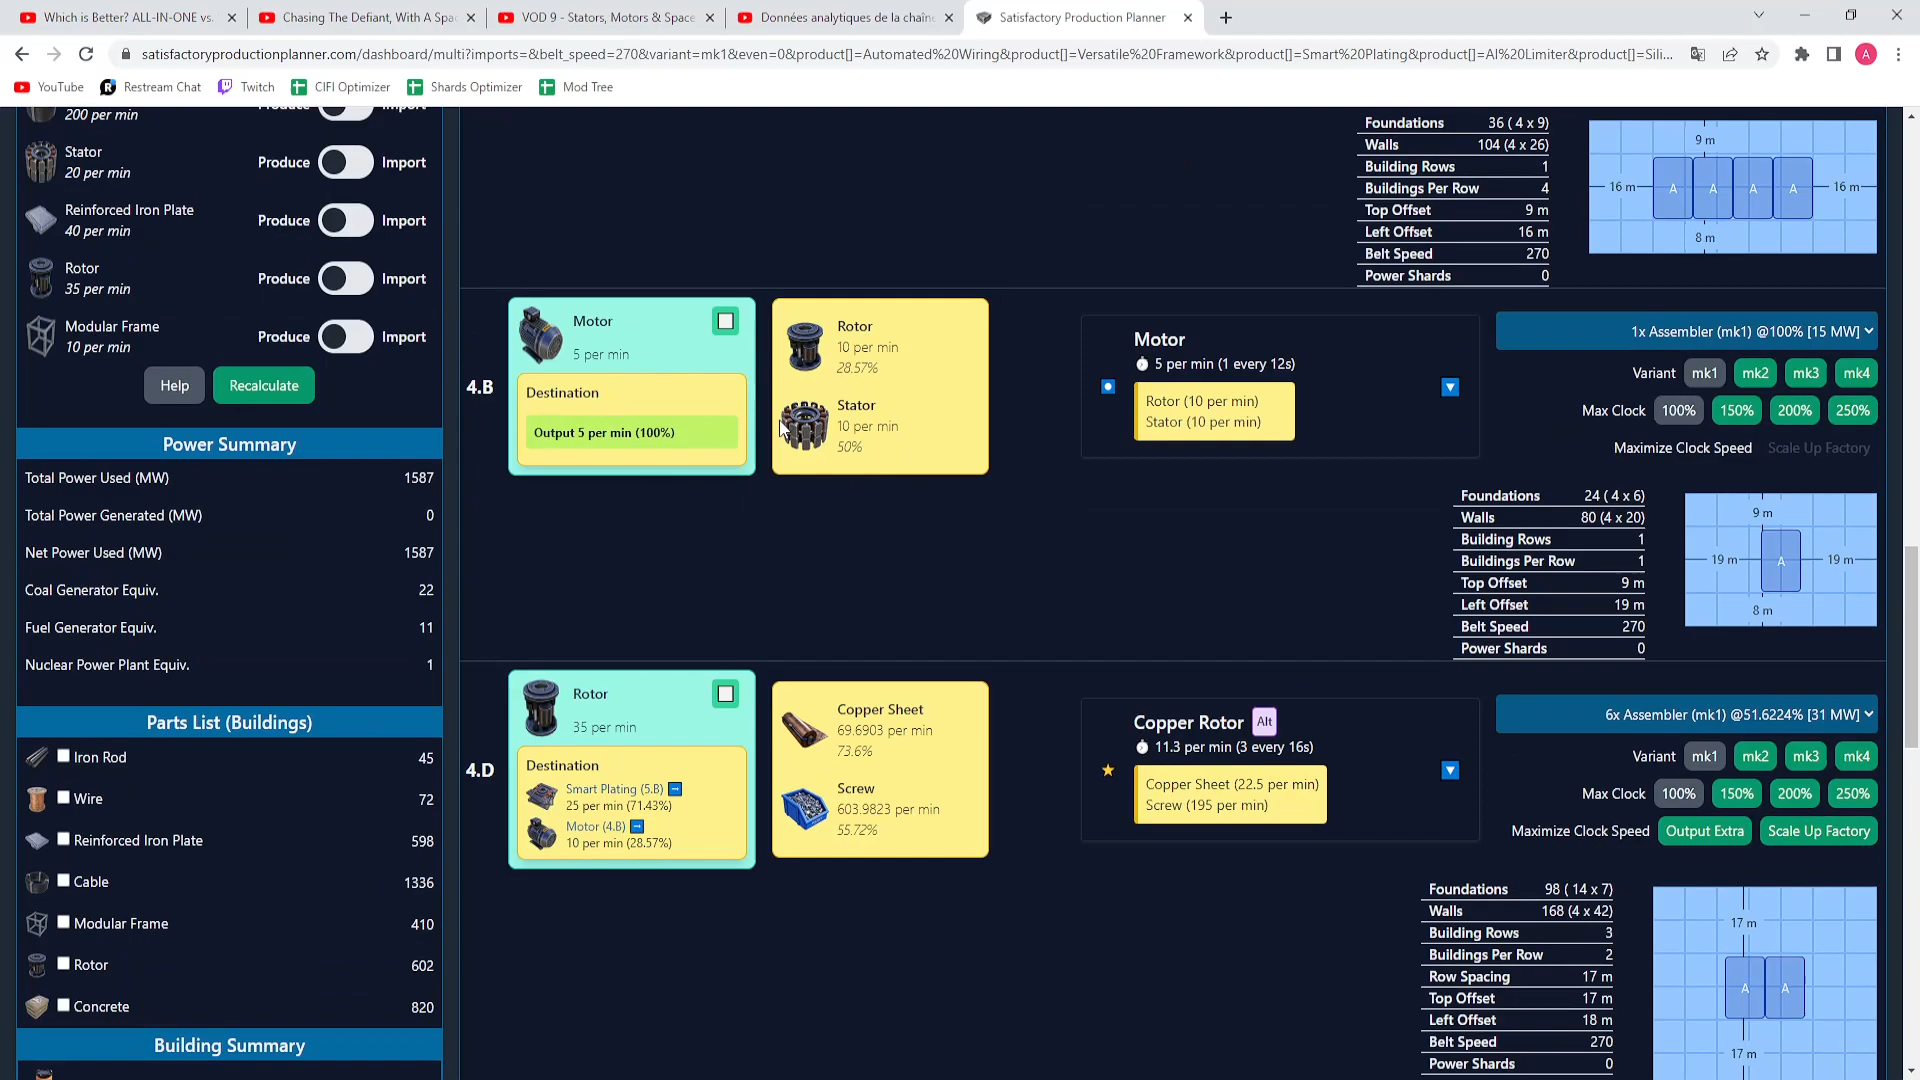 Which is Better? ALL-IN-ONE vs.
Chasing The Defiant, With A Spac
VOD 9 - Stators, Motors & Space
Données analytiques de la chaîne
Satisfactory Production Planner
satisfactoryproductionplanner.com/dashboard/multi?imports=&belt_speed=270&variant=mk1&even=0&product[]=Automated%20Wiring&product[]=Versatile%20Framework&product[]=Smart%20Plating&product[]=AI%20Limiter&product[]=Sili...
A
YouTube
Restream Chat
Twitch
CIFI Optimizer
Shards Optimizer
Mod Tree
200 per min
Produce
Import
Stator
20 per min
Produce
Import
Reinforced Iron Plate
40 per min
Produce
Import
Rotor
35 per min
Produce
Import
Modular Frame
10 per min
Produce
Import
Help
Recalculate
Power Summary
Total Power Used (MW) 1587
Total Power Generated (MW) 0
Net Power Used (MW) 1587
Coal Generator Equiv. 22
Fuel Generator Equiv. 11
Nuclear Power Plant Equiv. 1
Parts List (Buildings)
Iron Rod 45
Wire 72
Reinforced Iron Plate 598
Cable 1336
Modular Frame 410
Rotor 602
Concrete 820
Building Summary
Foundations 36 ( 4 x 9)
Walls 104 (4 x 26)
Building Rows 1
Buildings Per Row 4
Top Offset 9 m
Left Offset 16 m
Belt Speed 270
Power Shards 0
9 m
16 m
A A A A
16 m
8 m
4.B
Motor
5 per min
Destination
Output 5 per min (100%)
Rotor
10 per min
28.57%
Stator
10 per min
50%
Motor
5 per min (1 every 12s)
Rotor (10 per min)
Stator (10 per min)
1x Assembler (mk1) @100% [15 MW]
Variant mk1 mk2 mk3 mk4
Max Clock 100% 150% 200% 250%
Maximize Clock Speed Scale Up Factory
Foundations 24 ( 4 x 6)
Walls 80 (4 x 20)
Building Rows 1
Buildings Per Row 1
Top Offset 9 m
Left Offset 19 m
Belt Speed 270
Power Shards 0
9 m
19 m
A
19 m
8 m
4.D
Rotor
35 per min
Destination
Smart Plating (5.B)
25 per min (71.43%)
Motor (4.B)
10 per min (28.57%)
Copper Sheet
69.6903 per min
73.6%
Screw
603.9823 per min
55.72%
Copper Rotor Alt
11.3 per min (3 every 16s)
Copper Sheet (22.5 per min)
Screw (195 per min)
6x Assembler (mk1) @51.6224% [31 MW]
Variant mk1 mk2 mk3 mk4
Max Clock 100% 150% 200% 250%
Maximize Clock Speed Output Extra Scale Up Factory
Foundations 98 ( 14 x 7)
Walls 168 (4 x 42)
Building Rows 3
Buildings Per Row 2
Row Spacing 17 m
Top Offset 17 m
Left Offset 18 m
Belt Speed 270
Power Shards 0
17 m
A A
17 m